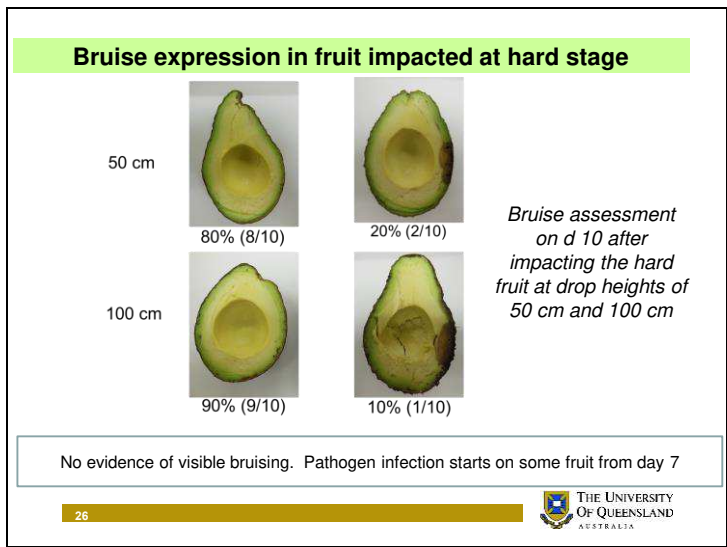 Bruise expression in fruit impacted at hard stage
50 cm
80% (8/10)
20% (2/10)
100 cm
90% (9/10)
10% (1/10)
Bruise assessment
on d 10 after
impacting the hard
fruit at drop heights of
50 cm and 100 cm
No evidence of visible bruising.  Pathogen infection starts on some fruit from day 7
26
THE UNIVERSITY
OF QUEENSLAND
AUSTRALIA